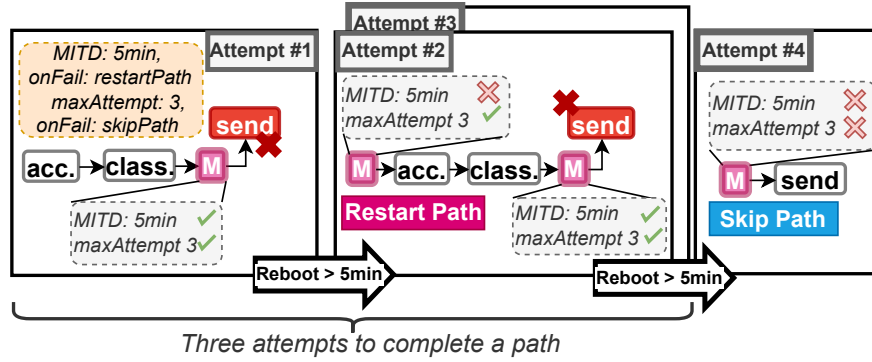 MITD: 5min,
onFail: restartPath
maxAttempt: 3,
onFail: skipPath
Attempt #1
send
acc.
class.
M
MITD: 5min
maxAttempt 3
Reboot > 5min
Attempt #3
Attempt #2
MITD: 5min
maxAttempt 3
send
M
acc.
class.
M
Restart Path
MITD: 5min
maxAttempt 3
Reboot > 5min
Attempt #4
MITD: 5min
maxAttempt 3
M
send
Skip Path
Three attempts to complete a path